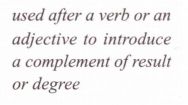 used after a verb or an
adjective to introduce
a complement of result
or degree